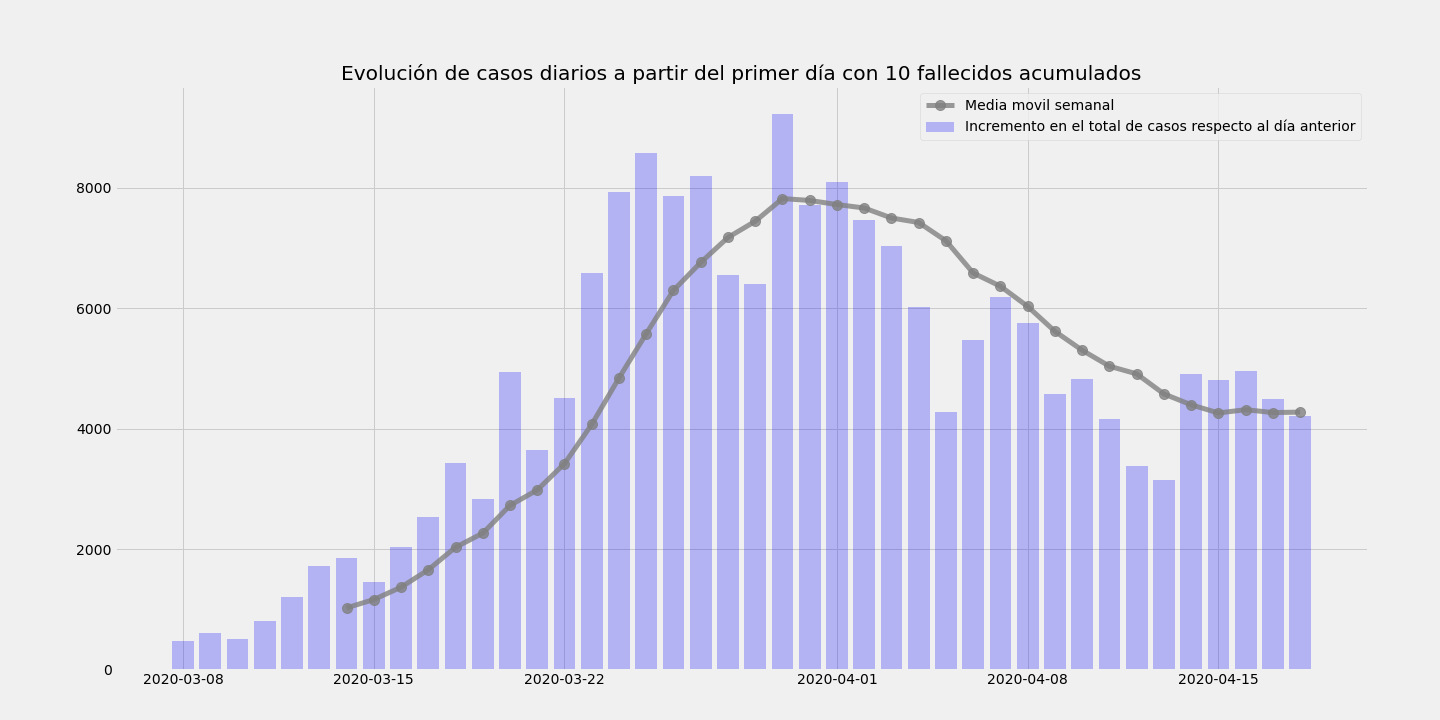 Evolución de casos diarios a partir del primer día con 10 fallecidos acumulados
Media movil semanal
Incremento en el total de casos respecto al día anterior
8000
6000
4000
2000
0
2020-03-08 2020-03-15 2020-03-22 2020-04-01 2020-04-08 2020-04-15